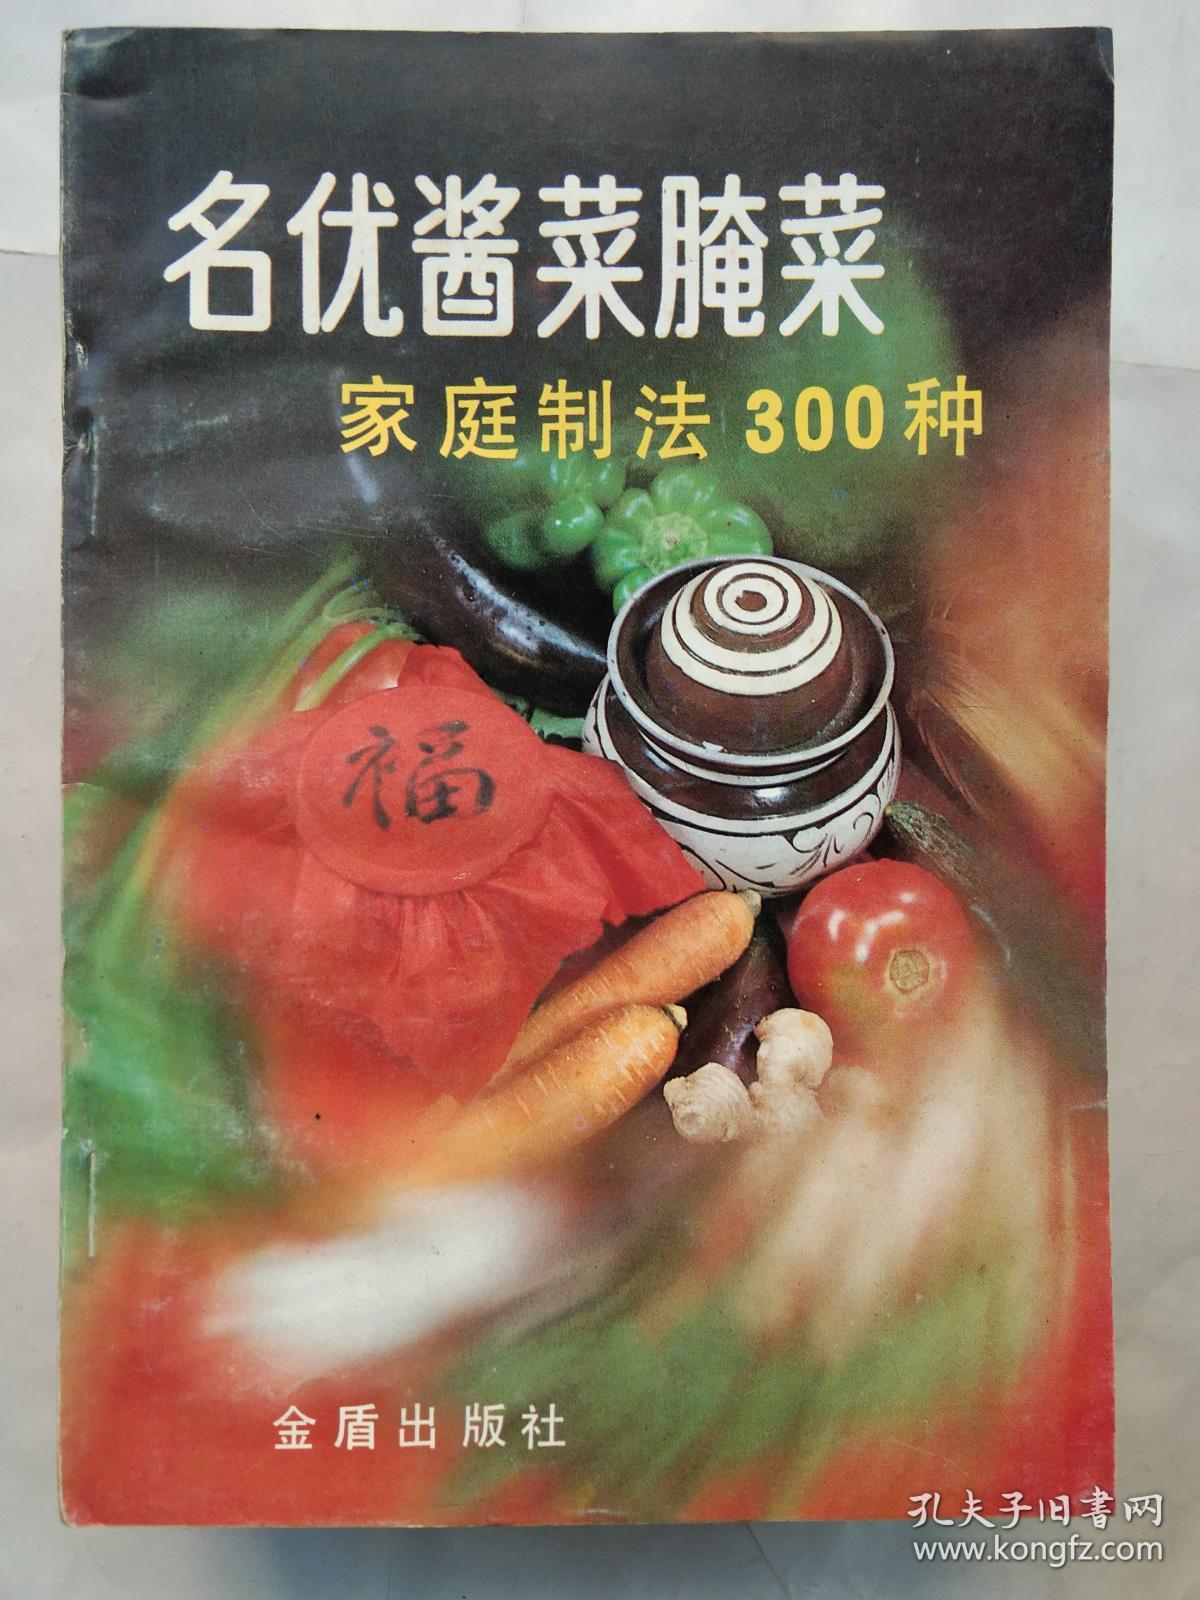 名优酱菜腌菜
家庭制法300种
福
金盾出版社
孔夫子旧书网
www.kongfz.com